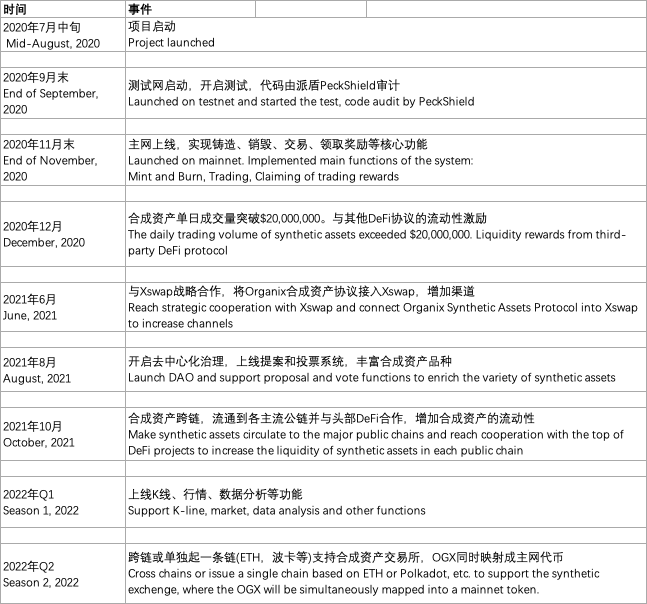 时间
事件
2020年7月中旬
Mid-August, 2020
项目启动
Project launched
2020年9月末
End of September,
2020
测试网启动，开启测试，代码由派盾PeckShield审计
Launched on testnet and started the test, code audit by PeckShield
2020年11月末
End of November,
2020
主网上线，实现铸造、销毁、交易、领取奖励等核心功能
Launched on mainnet. Implemented main functions of the system:
Mint and Burn, Trading, Claiming of trading rewards
2020年12月
December, 2020
合成资产单日成交量突破$20,000,000。与其他DeFi协议的流动性激励
The daily trading volume of synthetic assets exceeded $20,000,000. Liquidity rewards from third-
party DeFi protocol
2021年6月
June, 2021
与Xswap战略合作，将Organix合成资产协议接入Xswap，增加渠道
Reach strategic cooperation with Xswap and connect Organix Synthetic Assets Protocol into Xswap
to increase channels
2021年8月
August, 2021
开启去中心化治理，上线提案和投票系统，丰富合成资产品种
Launch DAO and support proposal and vote functions to enrich the variety of synthetic assets
2021年10月
October, 2021
合成资产跨链，流通到各主流公链并与头部DeFi合作，增加合成资产的流动性
Make synthetic assets circulate to the major public chains and reach cooperation with the top of
DeFi projects to increase the liquidity of synthetic assets in each public chain
2022年Q1
Season 1, 2022
上线K线、行情、数据分析等功能
Support K-line, market, data analysis and other functions
2022年Q2
Season 2, 2022
跨链或单独起一条链(ETH，波卡等)支持合成资产交易所，OGX同时映射成主网代币
Cross chains or issue a single chain based on ETH or Polkadot, etc. to support the synthetic
exchenge, where the OGX will be simultaneously mapped into a mainnet token.